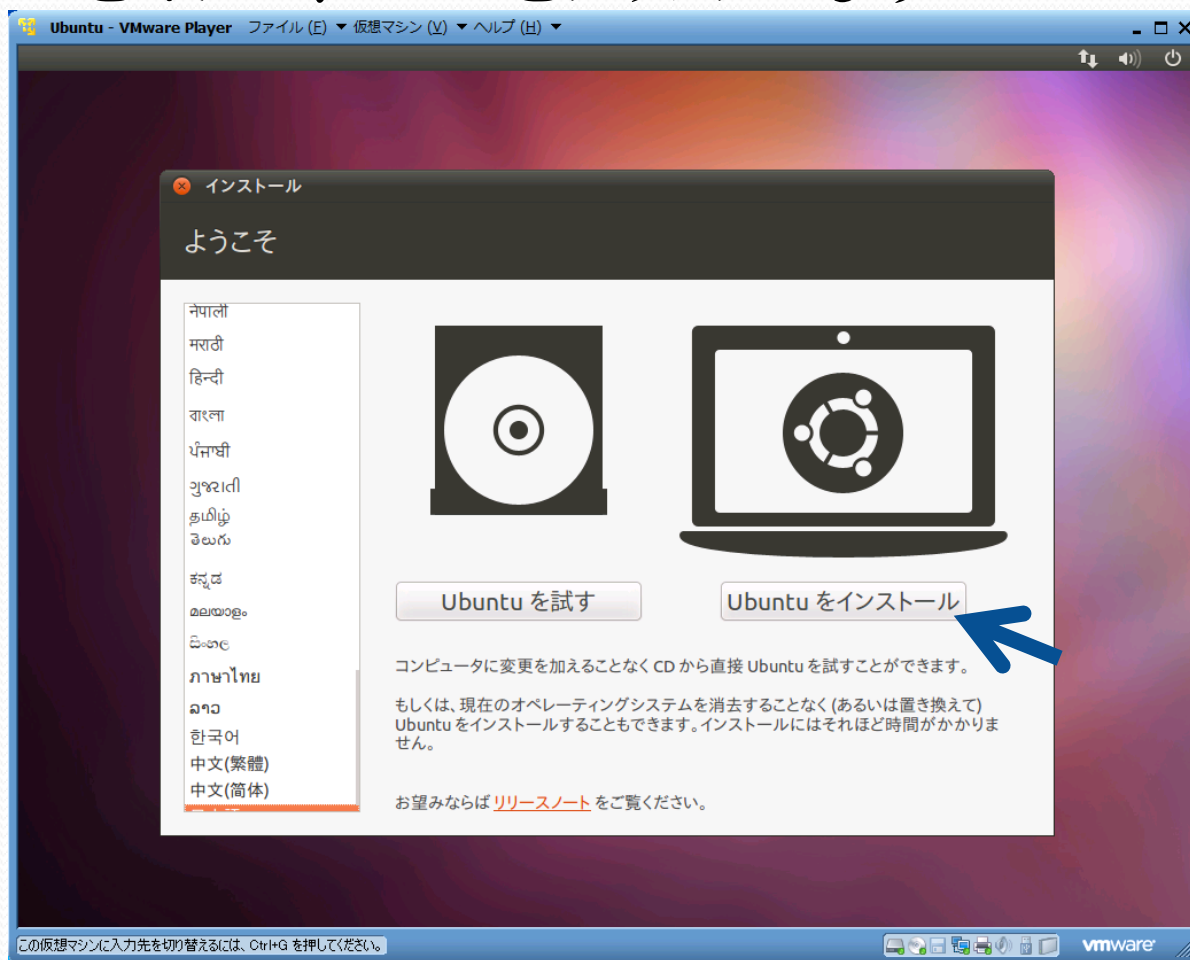 Ubuntu - VMware Player ファイル (F) ▼ 仮想マシン (V) ▼ ヘルプ (H) ▼
インストール
ようこそ
नेपाली
मराठी
हिन्दी
বাংলা
ਪੰਜਾਬੀ
ગુજરાતી
தமிழ்
తెలుగు
ಕನ್ನಡ
മലയാളം
සිංහල
ภาษาไทย
ລາວ
한국어
中文(繁體)
中文(简体)
Ubuntu を試す
Ubuntu をインストール
コンピュータに変更を加えることなく CD から直接 Ubuntu を試すことができます。
もしくは、現在のオペレーティングシステムを消去することなく (あるいは置き換えて)
Ubuntu をインストールすることもできます。インストールにはそれほど時間がかかりま
せん。
お望みならば リリースノート をご覧ください。
この仮想マシンに入力先を切り替えるには、Ctrl+G を押してください。
vmware